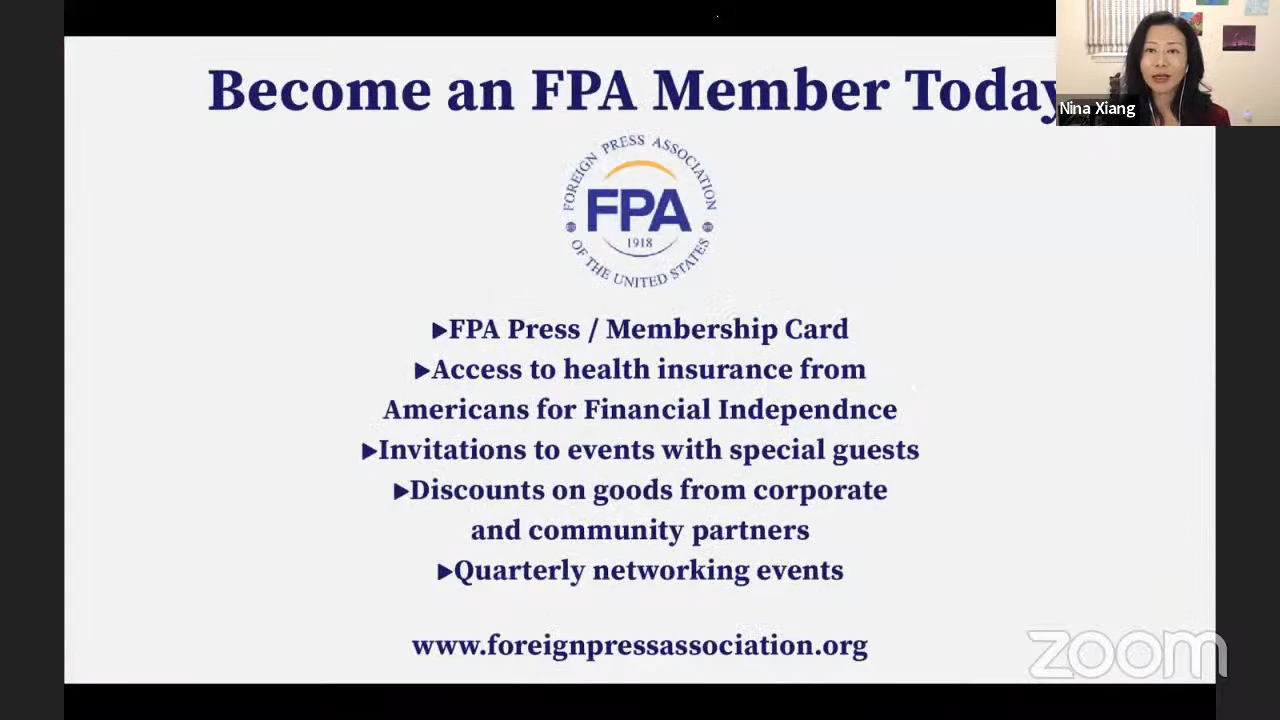 Become an FPA Member Today
Nina Xiang
FOREIGN PRESS ASSOCIATION
FPA
1918
OF THE UNITED STATES
▶FPA Press / Membership Card
▶Access to health insurance from
Americans for Financial Independnce
▶Invitations to events with special guests
▶Discounts on goods from corporate
and community partners
▶Quarterly networking events
www.foreignpressassociation.org
zoom